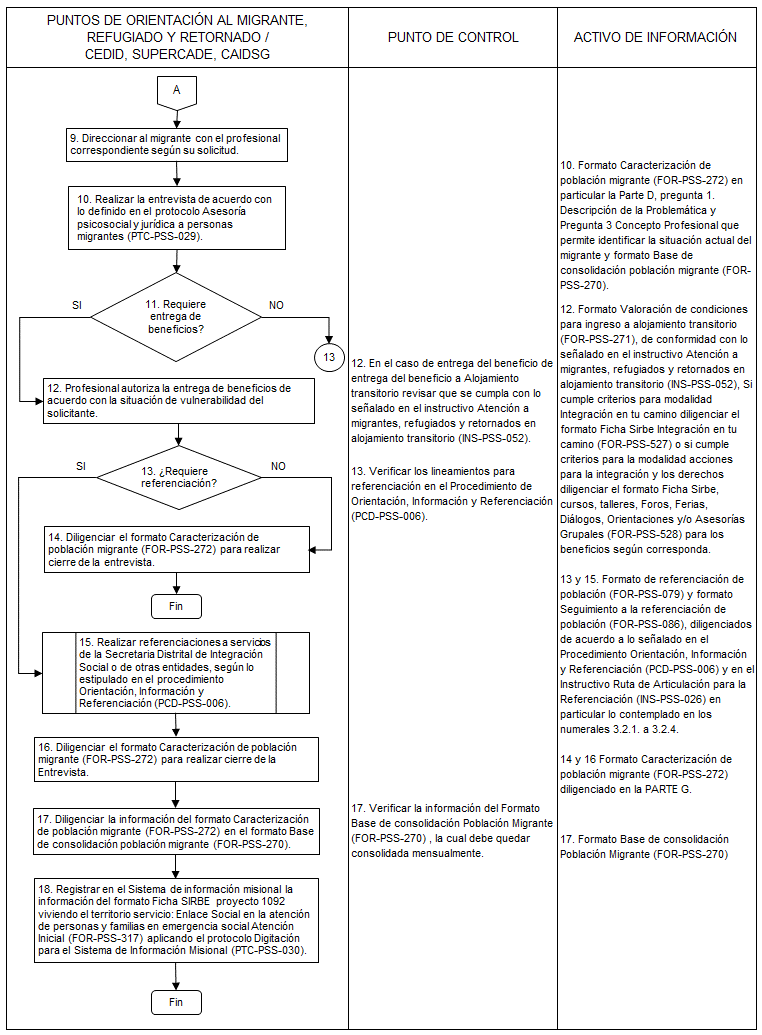 PUNTOS DE ORIENTACIÓN AL MIGRANTE,
REFUGIADO Y RETORNADO /
CEDID, SUPERCADE, CAIDSG
PUNTO DE CONTROL
ACTIVO DE INFORMACIÓN
A
9. Direccionar al migrante con el profesional
correspondiente según su solicitud.
10. Realizar la entrevista de acuerdo con
lo definido en el protocolo Asesoría
psicosocial y jurídica a personas
migrantes (PTC-PSS-029).
11. Requiere
entrega de
beneficios?
SI
NO
13
12. Profesional autoriza la entrega de beneficios de
acuerdo con la situación de vulnerabilidad del
solicitante.
13. ¿Requiere
referenciación?
SI
NO
14. Diligenciar el formato Caracterización de
población migrante (FOR-PSS-272) para realizar
cierre de la entrevista.
Fin
15. Realizar referenciaciones a servicios
de la Secretaria Distrital de Integración
Social o de otras entidades, según lo
estipulado en el procedimiento
Orientación, Información y
Referenciación (PCD-PSS-006).
16. Diligenciar el formato Caracterización de población
migrante (FOR-PSS-272) para realizar cierre de la
Entrevista.
17. Diligenciar la información del formato Caracterización
de población migrante (FOR-PSS-272) en el formato Base
de consolidación población migrante (FOR-PSS-270).
18. Registrar en el Sistema de información misional la
información del formato Ficha SIRBE proyecto 1092
viviendo el territorio servicio: Enlace Social en la atención
de personas y familias en emergencia social Atención
Inicial (FOR-PSS-317) aplicando el protocolo Digitación
para el Sistema de Información Misional (PTC-PSS-030).
Fin
12. En el caso de entrega del beneficio de
entrega del beneficio a Alojamiento
transitorio revisar que se cumpla con lo
señalado en el instructivo Atención a
migrantes, refugiados y retornados en
alojamiento transitorio (INS-PSS-052).
13. Verificar los lineamientos para
referenciación en el Procedimiento de
Orientación, Información y Referenciación
(PCD-PSS-006).
17. Verificar la información del Formato
Base de consolidación Población Migrante
(FOR-PSS-270) , la cual debe quedar
consolidada mensualmente.
10. Formato Caracterización de
población migrante (FOR-PSS-272) en
particular la Parte D, pregunta 1.
Descripción de la Problemática y
Pregunta 3 Concepto Profesional que
permite identificar la situación actual del
migrante y formato Base de
consolidación población migrante (FOR-
PSS-270).
12. Formato Valoración de condiciones
para ingreso a alojamiento transitorio
(FOR-PSS-271), de conformidad con lo
señalado en el instructivo Atención a
migrantes, refugiados y retornados en
alojamiento transitorio (INS-PSS-052), Si
cumple criterios para modalidad
Integración en tu camino diligenciar el
formato Ficha Sirbe Integración en tu
camino (FOR-PSS-527) o si cumple
criterios para la modalidad acciones
para la integración y los derechos
diligenciar el formato Ficha Sirbe,
cursos, talleres, Foros, Ferias,
Diálogos, Orientaciones y/o Asesorías
Grupales (FOR-PSS-528) para los
beneficios según corresponda.
13 y 15. Formato de referenciación de
población (FOR-PSS-079) y formato
Seguimiento a la referenciación de
población (FOR-PSS-086), diligenciados
de acuerdo a lo señalado en el
Procedimiento Orientación, Información
y Referenciación (PCD-PSS-006) y en el
Instructivo Ruta de Articulación para la
Referenciación (INS-PSS-026) en
particular lo contemplado en los
numerales 3.2.1. a 3.2.4.
14 y 16 Formato Caracterización de
población migrante (FOR-PSS-272)
diligenciado en la PARTE G.
17. Formato Base de consolidación
Población Migrante (FOR-PSS-270)